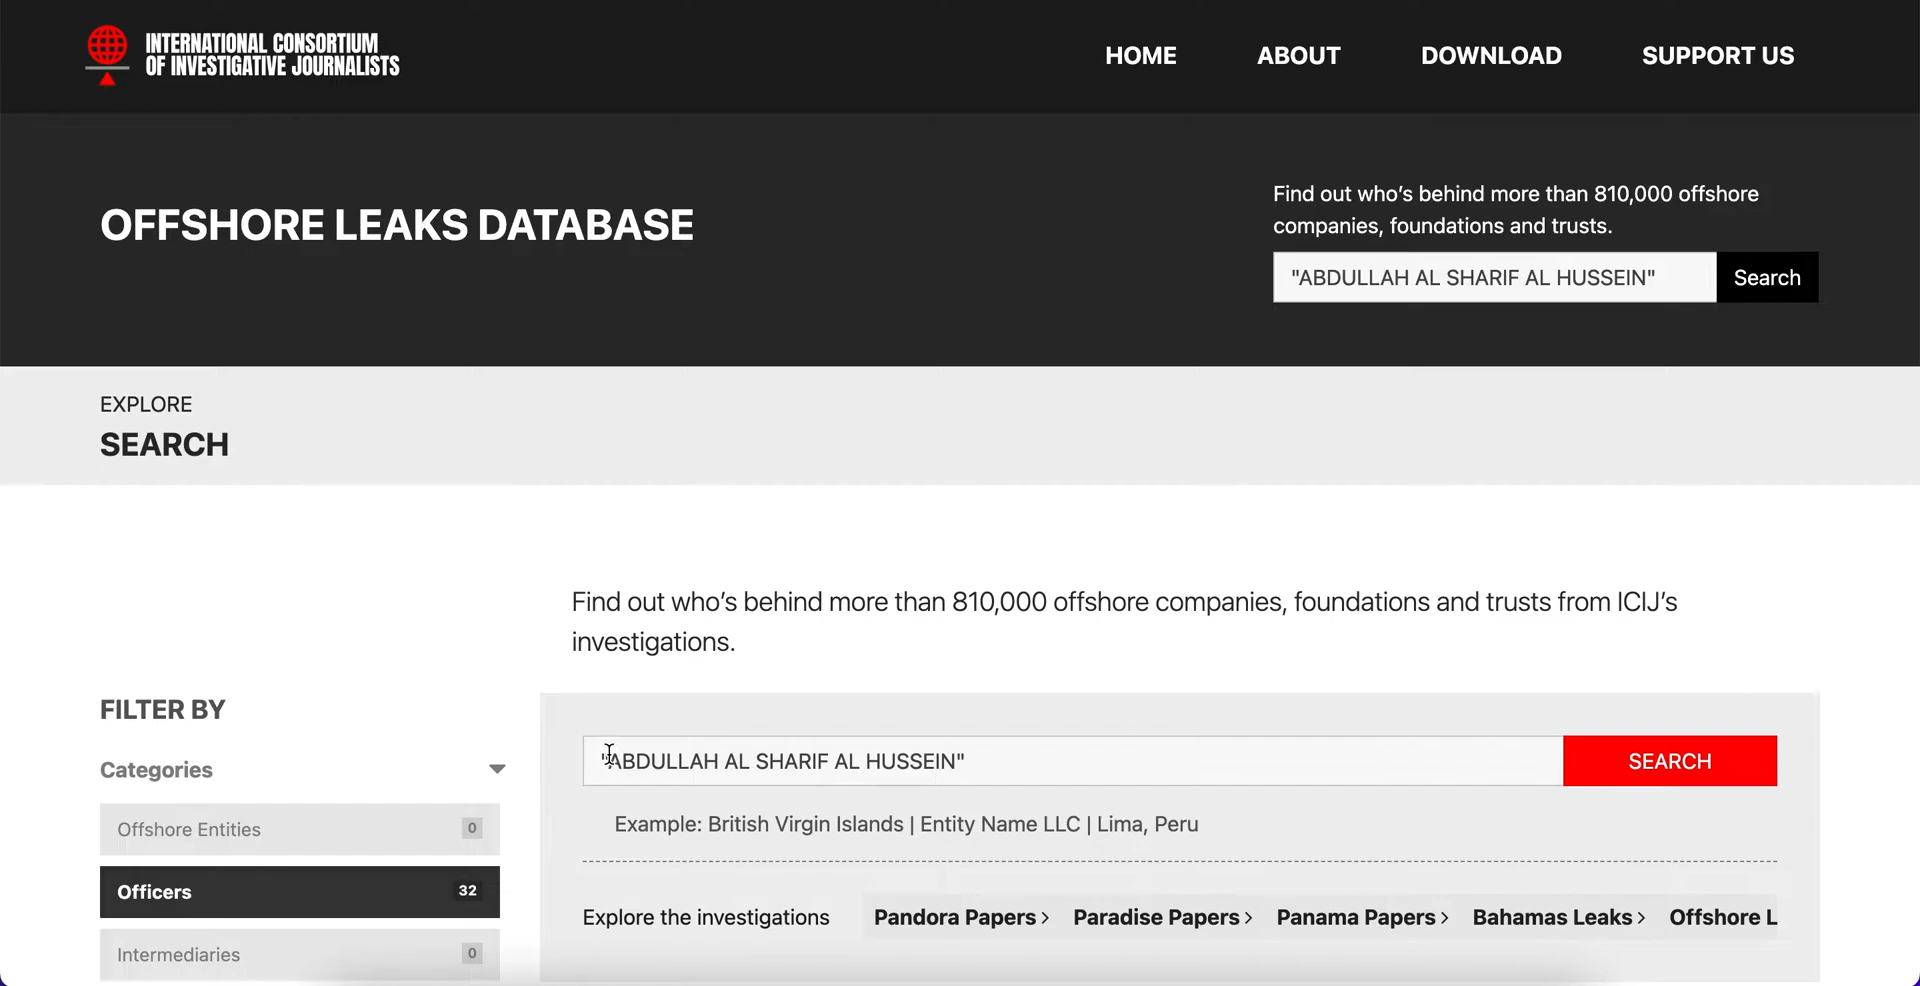 INTERNATIONAL CONSORTIUM
OF INVESTIGATIVE JOURNALISTS
HOME ABOUT DOWNLOAD SUPPORT US
OFFSHORE LEAKS DATABASE
Find out who’s behind more than 810,000 offshore
companies, foundations and trusts.
"ABDULLAH AL SHARIF AL HUSSEIN" Search
EXPLORE
SEARCH
Find out who’s behind more than 810,000 offshore companies, foundations and trusts from ICIJ’s
investigations.
FILTER BY
Categories
Offshore Entities 0
Officers 32
Intermediaries 0
"ABDULLAH AL SHARIF AL HUSSEIN" SEARCH
Example: British Virgin Islands | Entity Name LLC | Lima, Peru
Explore the investigations Pandora Papers > Paradise Papers > Panama Papers > Bahamas Leaks > Offshore L